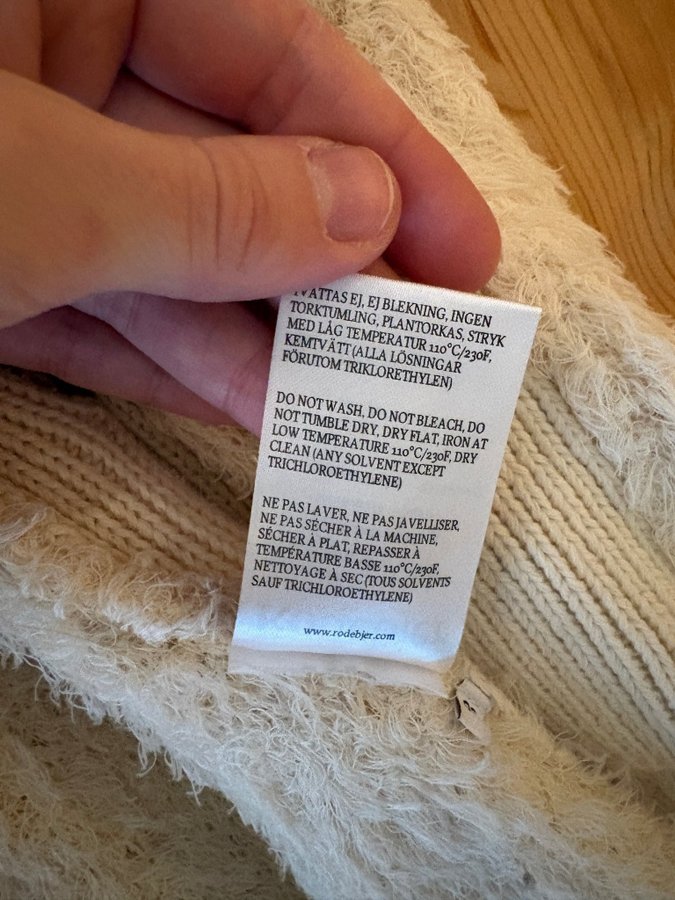 TVATTAS EJ, EJ BLEKNING, INGEN
TORKTUMLING, PLANTORKAS, STRYK
MED LÅG TEMPERATUR 110°C/230F,
KEMTVÄTT (ALLA LÖSNINGAR
FÖRUTOM TRIKLORETHYLEN)
DO NOT WASH, DO NOT BLEACH, DO
NOT TUMBLE DRY, DRY FLAT, IRON AT
LOW TEMPERATURE 110°C/230F, DRY
CLEAN (ANY SOLVENT EXCEPT
TRICHLOROETHYLENE)
NE PAS LAVER, NE PAS JAVELLISER,
NE PAS SÉCHER À LA MACHINE,
SÉCHER À PLAT, REPASSER À
TEMPÉRATURE BASSE 110°C/230F,
NETTOYAGE À SEC (TOUS SOLVENTS
SAUF TRICHLOROETHYLENE)
www.rodebjer.com